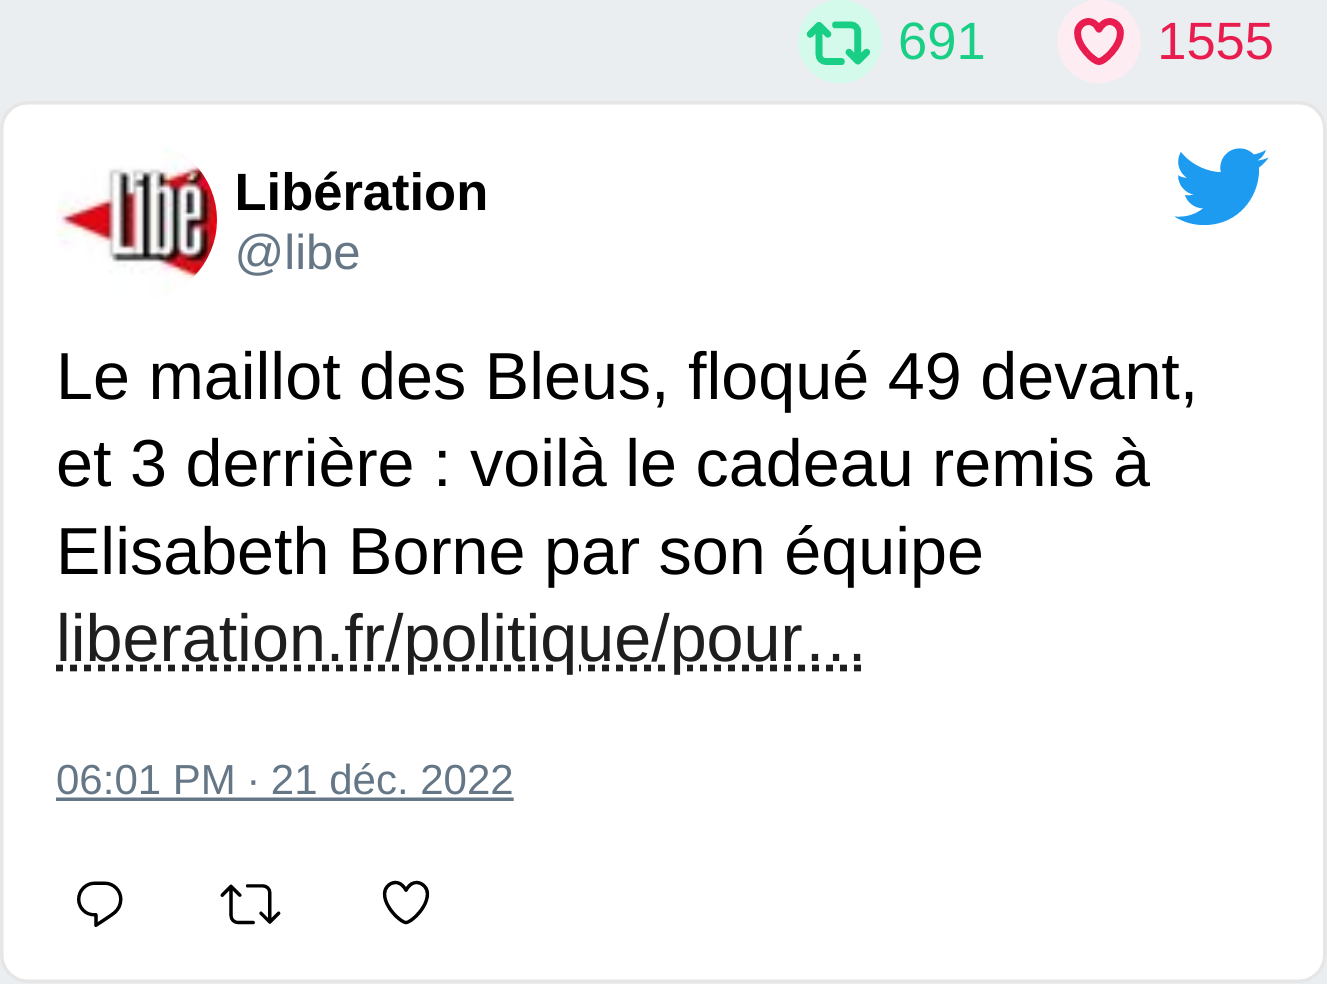 691 1555
Libé
Libération
@libe
Le maillot des Bleus, floqué 49 devant,
et 3 derrière : voilà le cadeau remis à
Elisabeth Borne par son équipe
liberation.fr/politique/pour…
06:01 PM · 21 déc. 2022